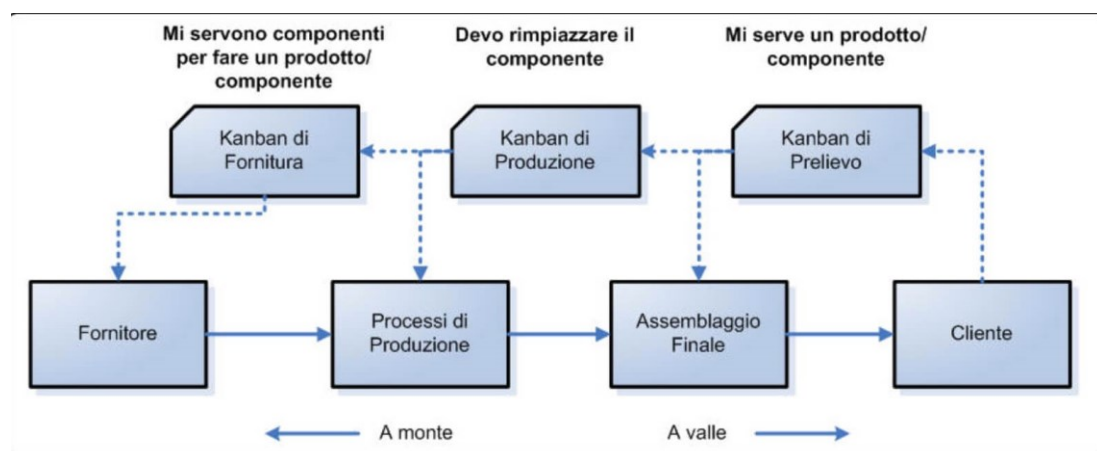 Mi servono componenti
per fare un prodotto/
componente
Devo rimpiazzare il
componente
Mi serve un prodotto/
componente
Kanban di
Fornitura
Kanban di
Produzione
Kanban di
Prelievo
Fornitore
Processi di
Produzione
Assemblaggio
Finale
Cliente
A monte
A valle